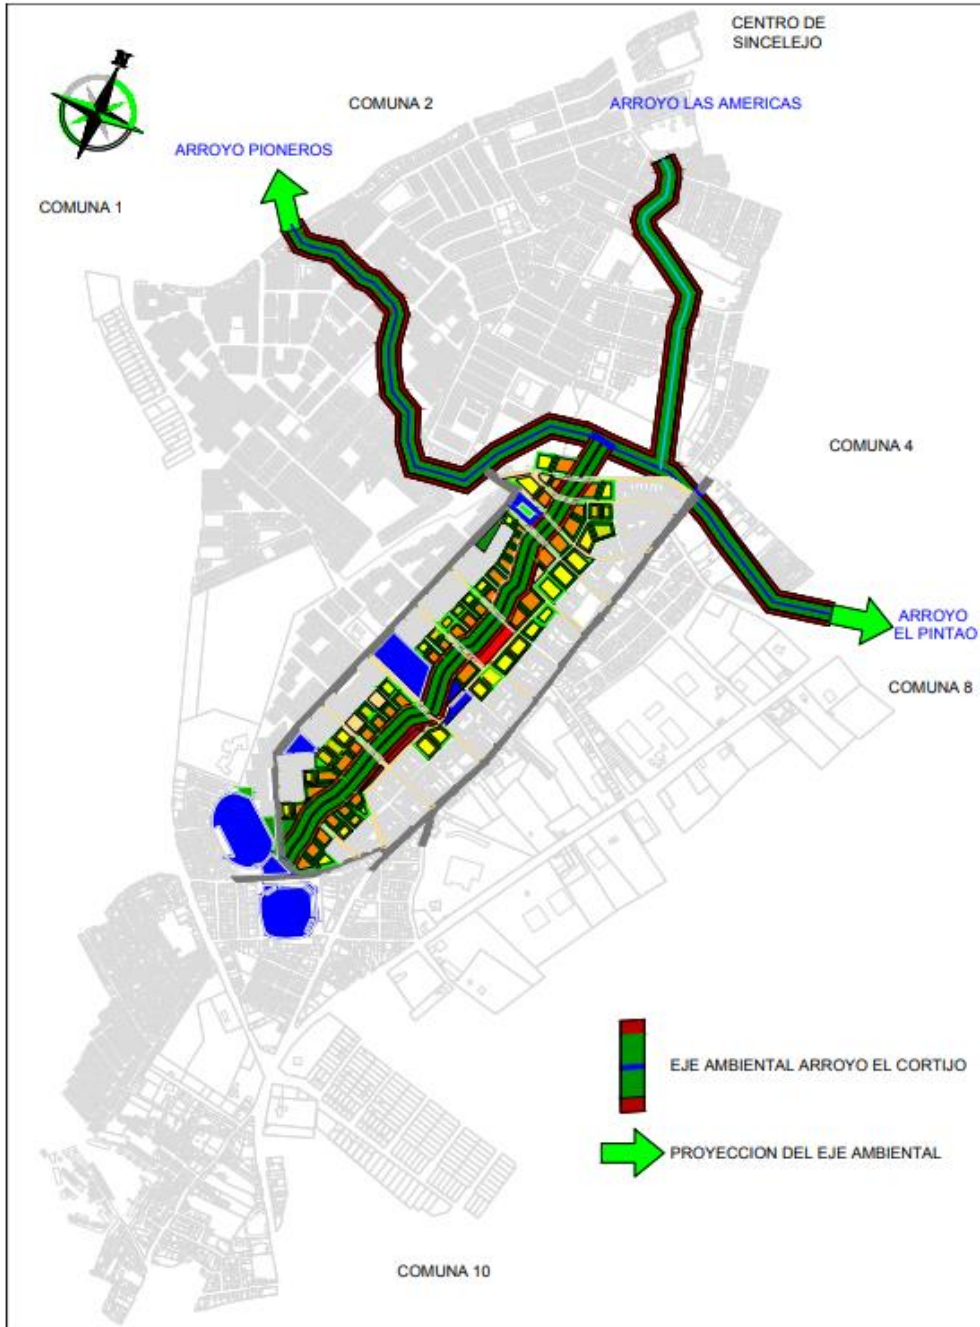 CENTRO DE
SINCELEJO
COMUNA 2
ARROYO LAS AMERICAS
N
ARROYO PIONEROS
COMUNA 1
COMUNA 4
ARROYO
EL PINTAO
COMUNA 8
EJE AMBIENTAL ARROYO EL CORTIJO
PROYECCION DEL EJE AMBIENTAL
COMUNA 10